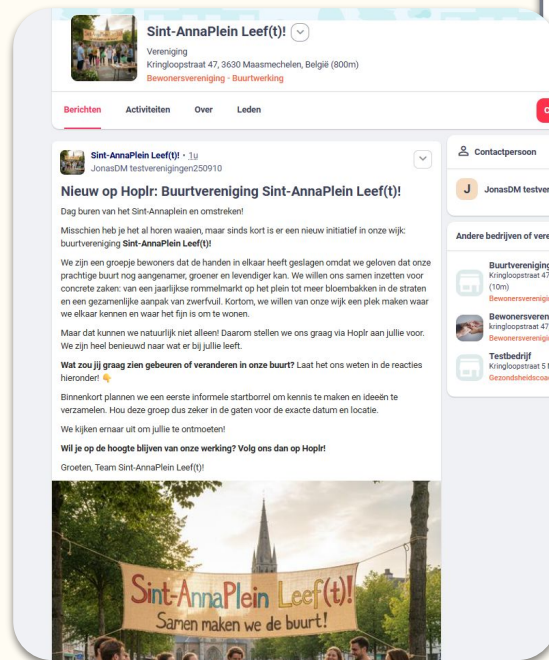 Sint-AnnaPlein Leef(t)!
Vereniging
Kringloopstraat 47, 3630 Maasmechelen, België (800m)
Bewonersvereniging - Buurtwerking
Berichten Activiteiten Over Leden
Sint-AnnaPlein Leef(t)! • 1u
JonasDM testverenigingen250910
Nieuw op Hoplr: Buurtvereniging Sint-AnnaPlein Leef(t)!
Dag buren van het Sint-Annaplein en omstreken!
Misschien heb je het al horen waaien, maar sinds kort is er een nieuw initiatief in onze wijk:
buurtvereniging Sint-AnnaPlein Leef(t)!
We zijn een groepje bewoners dat de handen in elkaar heeft geslagen omdat we geloven dat onze
prachtige buurt nog aangenamer, groener en levendiger kan. We willen ons samen inzetten voor
concrete zaken: van een jaarlijkse rommelmarkt op het plein tot meer bloembakken in de straten
en een gezamenlijke aanpak van zwerfvuil. Kortom, we willen van onze wijk een plek maken waar
we elkaar kennen en waar het fijn is om te wonen.
Maar dat kunnen we natuurlijk niet alleen! Daarom stellen we ons graag via Hoplr aan jullie voor.
We zijn heel benieuwd naar wat er bij jullie leeft.
Wat zou jij graag zien gebeuren of veranderen in onze buurt? Laat het ons weten in de reacties
hieronder! 👇
Binnenkort plannen we een eerste informele startborrel om kennis te maken en ideeën te
verzamelen. Hou deze groep dus zeker in de gaten voor de exacte datum en locatie.
We kijken ernaar uit om jullie te ontmoeten!
Wil je op de hoogte blijven van onze werking? Volg ons dan op Hoplr!
Groeten, Team Sint-AnnaPlein Leef(t)!
Sint-AnnaPlein Leef(t)!
Samen maken we de buurt!
Contactpersoon
J JonasDM
Andere bedrijven of
Buurtvereniging
Kringloopstraat 47
(10m)
kringloopstraat 47
Testbedrijf
Kringloopstraat 5